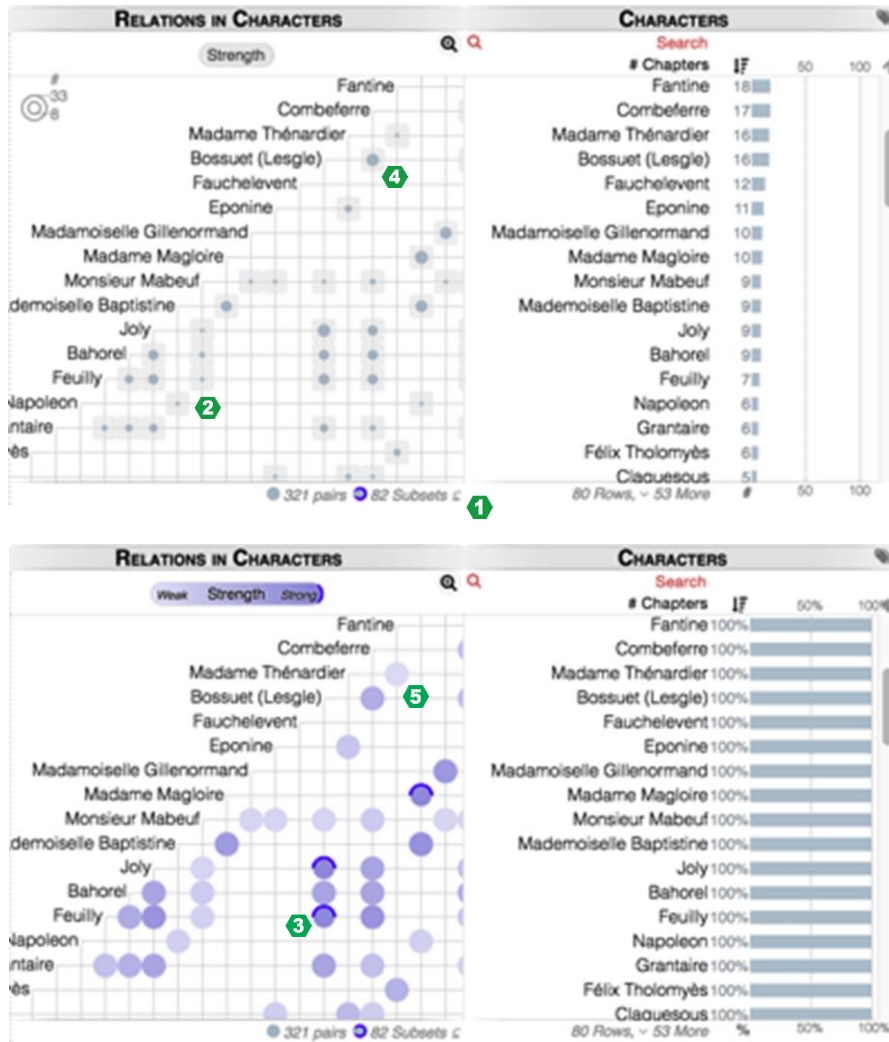 RELATIONS IN CHARACTERS
Strength
#
33
6
Fantine
Combeferre
Madame Thénardier
Bossuet (Lesgle)
4
Fauchelevent
Eponine
Madamoiselle Gillenormand
Madame Magloire
Monsieur Mabeuf
demoiselle Baptistine
Joly
Bahorel
Feuilly
Napoleon
2
ntaire
ès
321 pairs 82 Subsets
CHARACTERS
Search
# Chapters 50 100
Fantine 18
Combeferre 17
Madame Thénardier 16
Bossuet (Lesgle) 16
Fauchelevent 12
Eponine 11
Madamoiselle Gillenormand 10
Madame Magloire 10
Monsieur Mabeuf 9
Mademoiselle Baptistine 9
Joly 9
Bahorel 9
Feuilly 7
Napoleon 6
Grantaire 6
Félix Tholomyès 6
Claquesous 5
80 Rows, 53 More # 50 100
1
RELATIONS IN CHARACTERS
Weak Strength Strong
Fantine
Combeferre
Madame Thénardier
Bossuet (Lesgle)
5
Fauchelevent
Eponine
Madamoiselle Gillenormand
Madame Magloire
Monsieur Mabeuf
demoiselle Baptistine
Joly
Bahorel
Feuilly
3
Napoleon
ntaire
ès
321 pairs 82 Subsets
CHARACTERS
Search
# Chapters 50% 100%
Fantine 100%
Combeferre 100%
Madame Thénardier 100%
Bossuet (Lesgle) 100%
Fauchelevent 100%
Eponine 100%
Madamoiselle Gillenormand 100%
Madame Magloire 100%
Monsieur Mabeuf 100%
Mademoiselle Baptistine 100%
Joly 100%
Bahorel 100%
Feuilly 100%
Napoleon 100%
Grantaire 100%
Félix Tholomyès 100%
Claquesous 100%
80 Rows, 53 More % 50% 100%